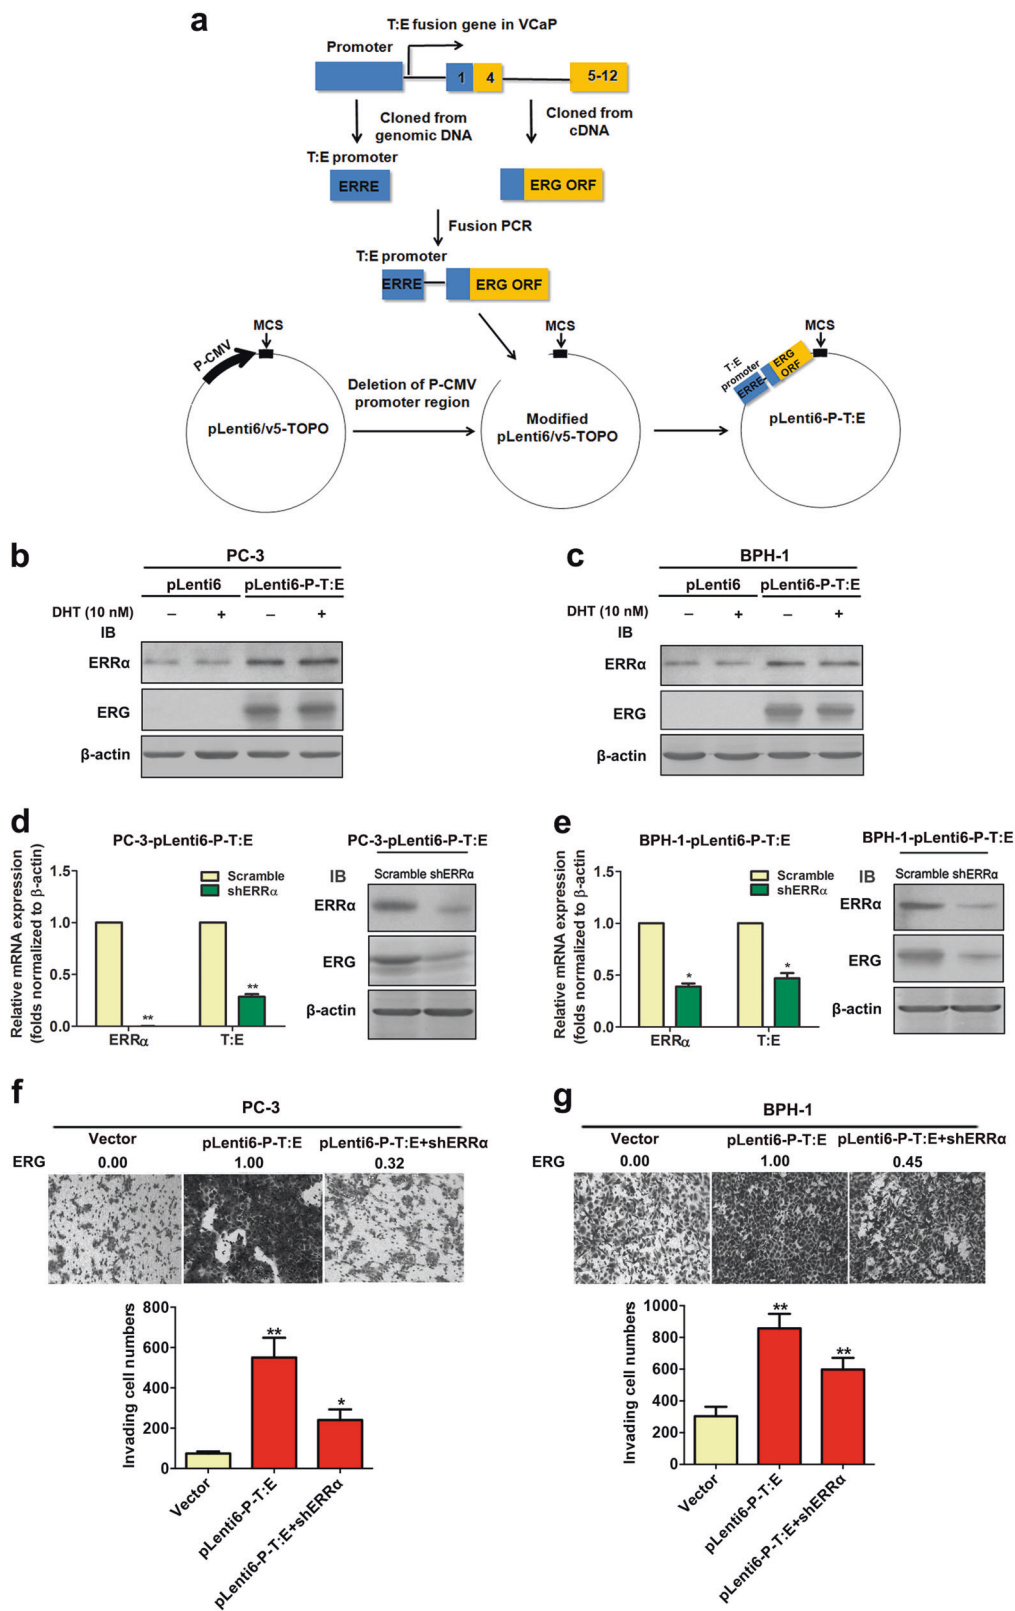 a
T:E fusion gene in VCaP
Promoter
1 4 5-12
Cloned from genomic DNA
Cloned from cDNA
T:E promoter
ERRE
ERG ORF
Fusion PCR
T:E promoter
ERRE
ERG ORF
MCS
P-CMV
pLenti6/v5-TOPO
Deletion of P-CMV
promoter region
MCS
Modified
pLenti6/v5-TOPO
MCS
T:E
promoter
ERRE
ERG
ORF
pLenti6-P-T:E
b
PC-3
pLenti6 pLenti6-P-T:E
DHT (10 nM) – + – +
IB
ERRα
ERG
β-actin
c
BPH-1
pLenti6 pLenti6-P-T:E
DHT (10 nM) – + – +
IB
ERRα
ERG
β-actin
d
PC-3-pLenti6-P-T:E
Relative mRNA expression
(folds normalized to β-actin)
1.5
1.0
0.5
0.0
Scramble
shERRα
**
**
ERRα T:E
PC-3-pLenti6-P-T:E
IB Scramble shERRα
ERRα
ERG
β-actin
e
BPH-1-pLenti6-P-T:E
Relative mRNA expression
(folds normalized to β-actin)
1.5
1.0
0.5
0.0
Scramble
shERRα
*
*
ERRα T:E
BPH-1-pLenti6-P-T:E
IB Scramble shERRα
ERRα
ERG
β-actin
f
PC-3
Vector pLenti6-P-T:E pLenti6-P-T:E+shERRα
ERG 0.00 1.00 0.32
Invading cell numbers
800
600
400
200
0
**
*
Vector
pLenti6-P-T:E
pLenti6-P-T:E+shERRα
g
BPH-1
Vector pLenti6-P-T:E pLenti6-P-T:E+shERRα
ERG 0.00 1.00 0.45
Invading cell numbers
1000
800
600
400
200
0
**
**
Vector
pLenti6-P-T:E
pLenti6-P-T:E+shERRα